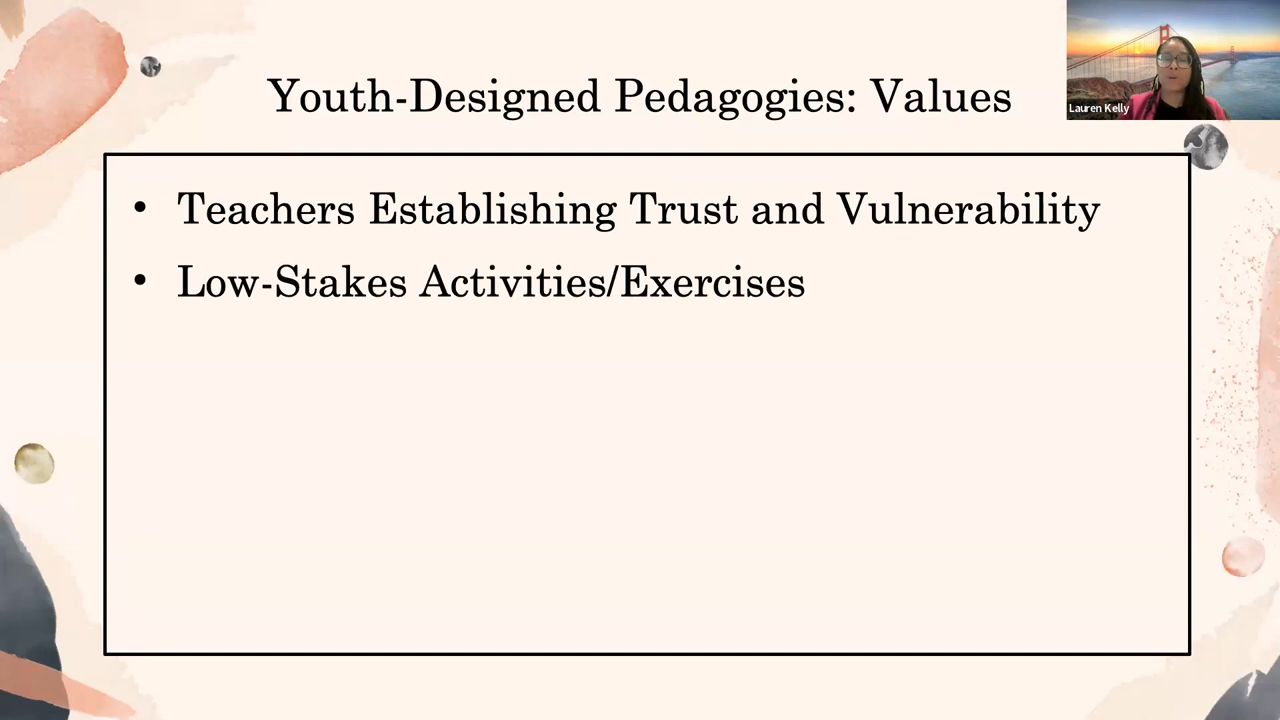 Youth-Designed Pedagogies: Values
Lauren Kelly
• Teachers Establishing Trust and Vulnerability
• Low-Stakes Activities/Exercises